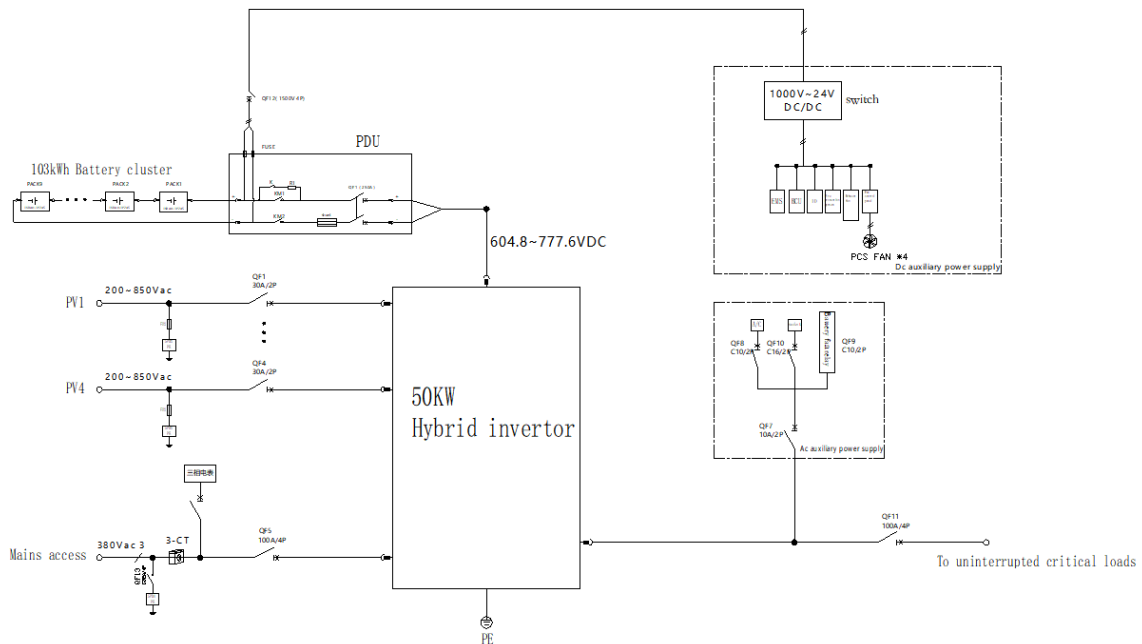 QF12(1500V/4P)
1000V~24V
DC/DC
switch
FUSE
PDU
103kWh Battery cluster
PACK9
PACK2
PACK1
KM1
KM2
604.8~777.6VDC
EMS
BCU
PCS FAN *4
Dc auxiliary power supply
PV1
200~850Vac
QF1
30A/2P
PV4
200~850Vac
QF4
30A/2P
50KW
Hybrid invertor
QF8
C10/2P
QF10
C16/2P
QF9
C10/2P
QF7
10A/2P
Ac auxiliary power supply
三相电表
Mains access
380Vac 3
3-CT
QF5
100A/4P
QF13
QF11
100A/4P
To uninterrupted critical loads
PE